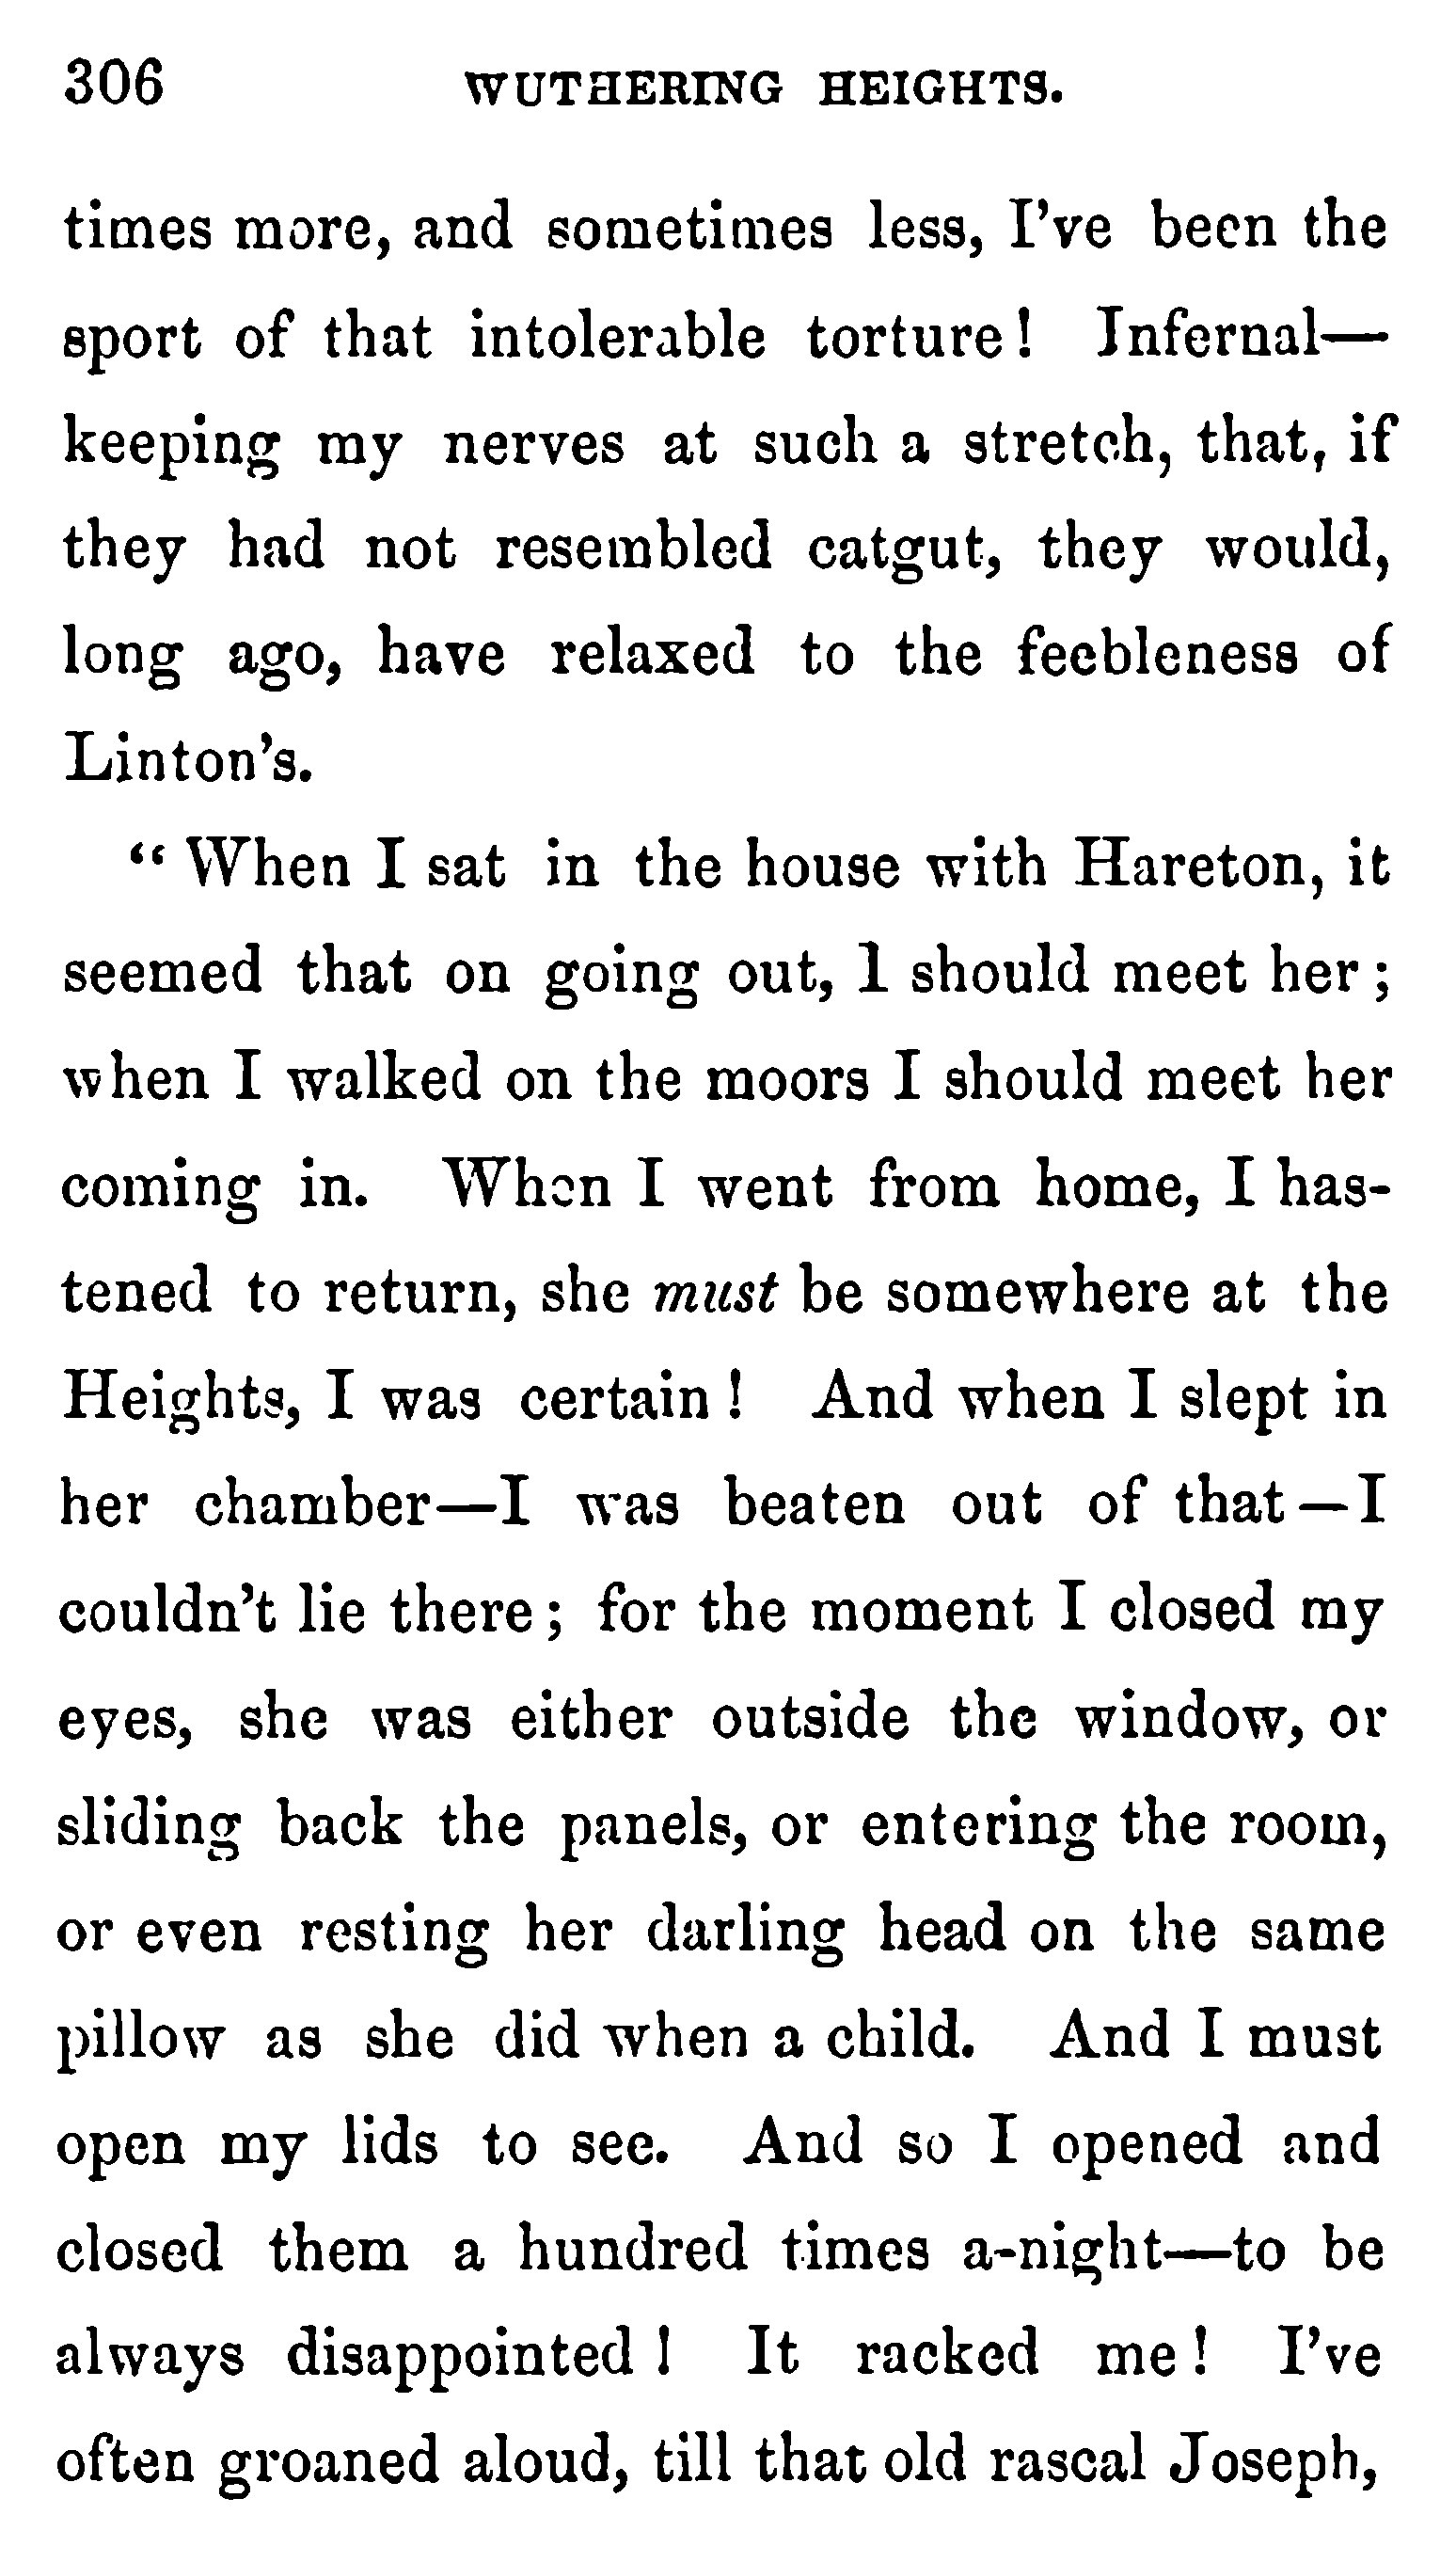 306 WUTHERING HEIGHTS.
times more, and sometimes less, I've been the
sport of that intolerable torture! Infernal—
keeping my nerves at such a stretch, that, if
they had not resembled catgut, they would,
long ago, have relaxed to the feebleness of
Linton's.
“When I sat in the house with Hareton, it
seemed that on going out, I should meet her;
when I walked on the moors I should meet her
coming in. When I went from home, I has-
tened to return, she must be somewhere at the
Heights, I was certain! And when I slept in
her chamber—I was beaten out of that—I
couldn't lie there; for the moment I closed my
eyes, she was either outside the window, or
sliding back the panels, or entering the room,
or even resting her darling head on the same
pillow as she did when a child. And I must
open my lids to see. And so I opened and
closed them a hundred times a-night—to be
always disappointed! It racked me! I've
often groaned aloud, till that old rascal Joseph,